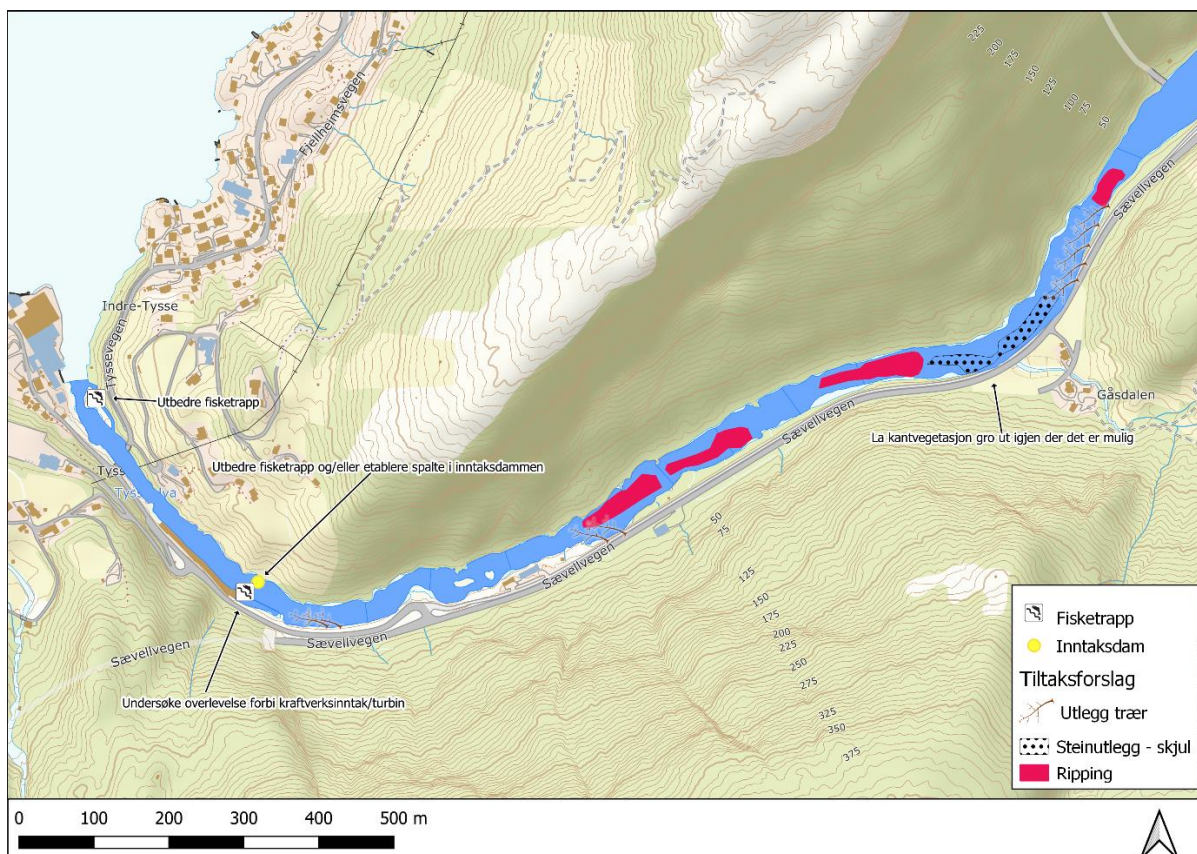 225
200
175
150
125
100
75
50
Fjellheimsvegen
Sævellvegen
Indre-Tysse
Tyssevegen
Utbedre fisketrapp
Gåsdalen
Sævellvegen
La kantvegetasjon gro ut igjen der det er mulig
Utbedre fisketrapp og/eller etablere spalte i inntaksdammen
Tyss
50
75
Sævellvegen
125
150
175
200
225
250
275
325
350
375
Sævellvegen
Sævellvegen
Undersøke overlevelse forbi kraftverksinntak/turbin
Fisketrapp
Inntaksdam
Tiltaksforslag
Utlegg trær
Steinutlegg - skjul
Ripping
0 100 200 300 400 500 m